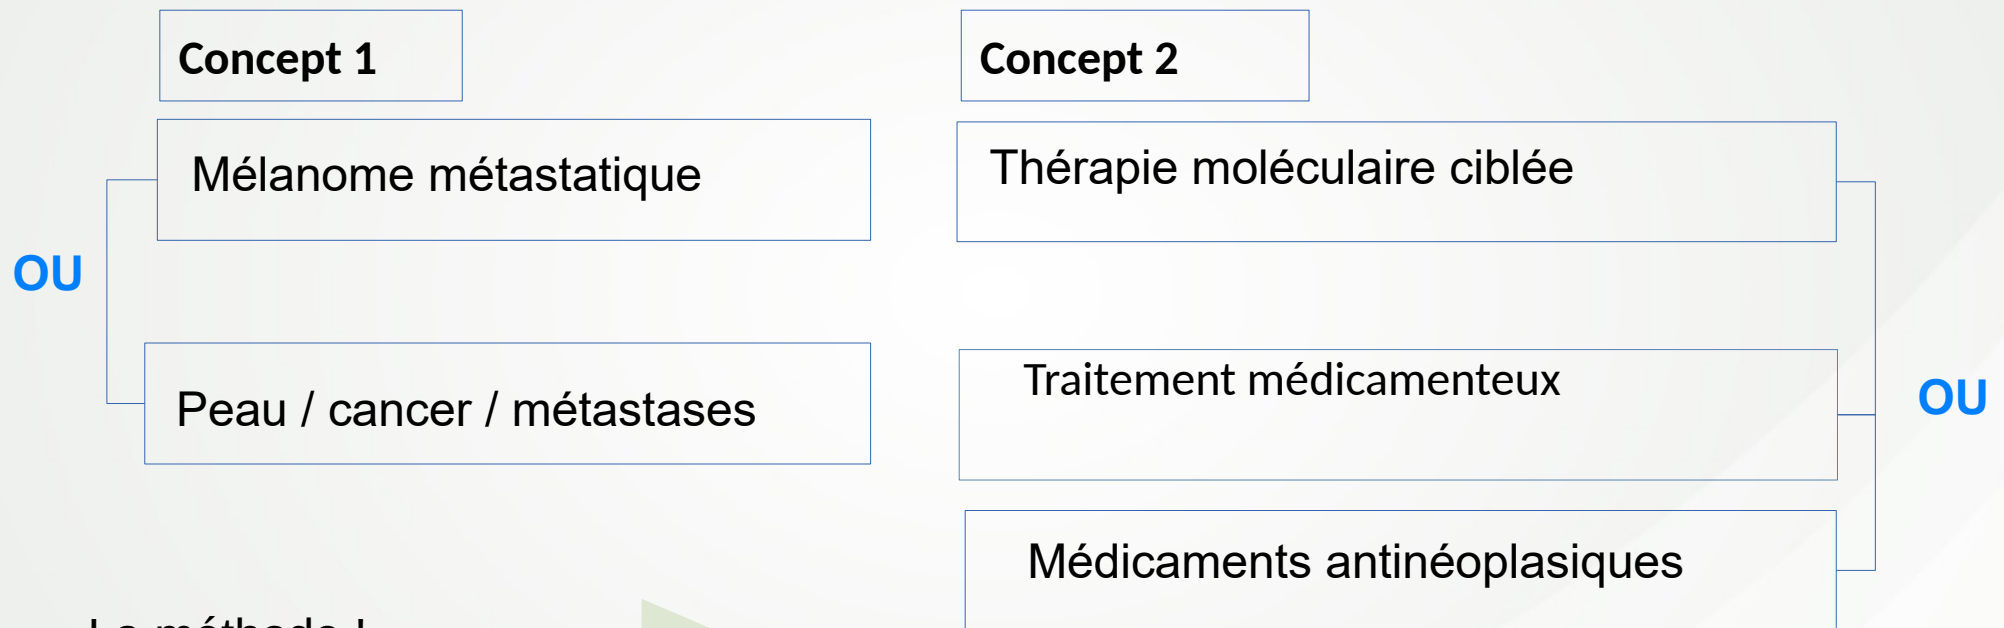 Concept 1
Concept 2
Mélanome métastatique
Thérapie moléculaire ciblée
OU
Peau / cancer / métastases
Traitement médicamenteux
OU
Médicaments antinéoplasiques